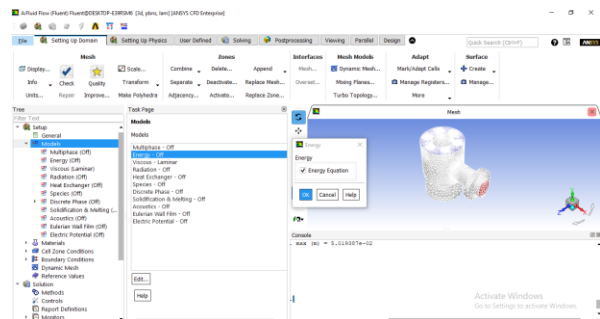 A:Fluid Flow (Fluent) Fluent@DESKTOP-E3IRSM6 [3d, pbns, lam] [ANSYS CFD Enterprise]
File Setting Up Domain Setting Up Physics User Defined Solving Postprocessing Viewing Parallel Design Quick Search (Ctrl+F) ANSYS
Mesh Zones Interfaces Mesh Models Adapt Surface
Display... Scale... Combine Delete... Append Mesh... Dynamic Mesh... Mark/Adapt Cells Create
Info Check Quality Transform Separate Deactivate... Replace Mesh... Overset... Mixing Planes... Manage Registers... Manage...
Units... Repair Improve... Make Polyhedra Adjacency... Activate... Replace Zone... Turbo Topology... More
Tree
Filter Text
Setup
General
Models
Multiphase (Off)
Energy (Off)
Viscous (Laminar)
Radiation (Off)
Heat Exchanger (Off)
Species (Off)
Discrete Phase (Off)
Solidification & Melting (...
Acoustics (Off)
Eulerian Wall Film (Off)
Electric Potential (Off)
Materials
Cell Zone Conditions
Boundary Conditions
Dynamic Mesh
Reference Values
Solution
Methods
Controls
Report Definitions
Monitors
Task Page
Models
Models
Multiphase - Off
Energy - Off
Viscous - Laminar
Radiation - Off
Heat Exchanger - Off
Species - Off
Discrete Phase - Off
Solidification & Melting - Off
Acoustics - Off
Eulerian Wall Film - Off
Electric Potential - Off
Edit...
Help
Mesh
Energy
Energy
Energy Equation
OK Cancel Help
Console
max (m) = 5.019387e-02
Activate Windows
Go to Settings to activate Windows.